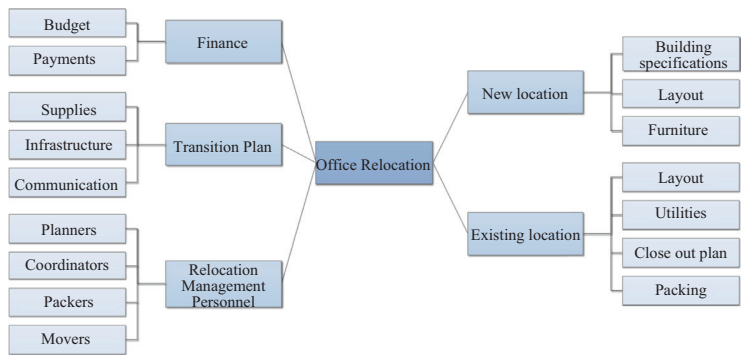 Budget
Payments
Finance
Supplies
Infrastructure
Communication
Transition Plan
Planners
Coordinators
Packers
Movers
Relocation
Management
Personnel
Office Relocation
New location
Building
specifications
Layout
Furniture
Existing location
Layout
Utilities
Close out plan
Packing